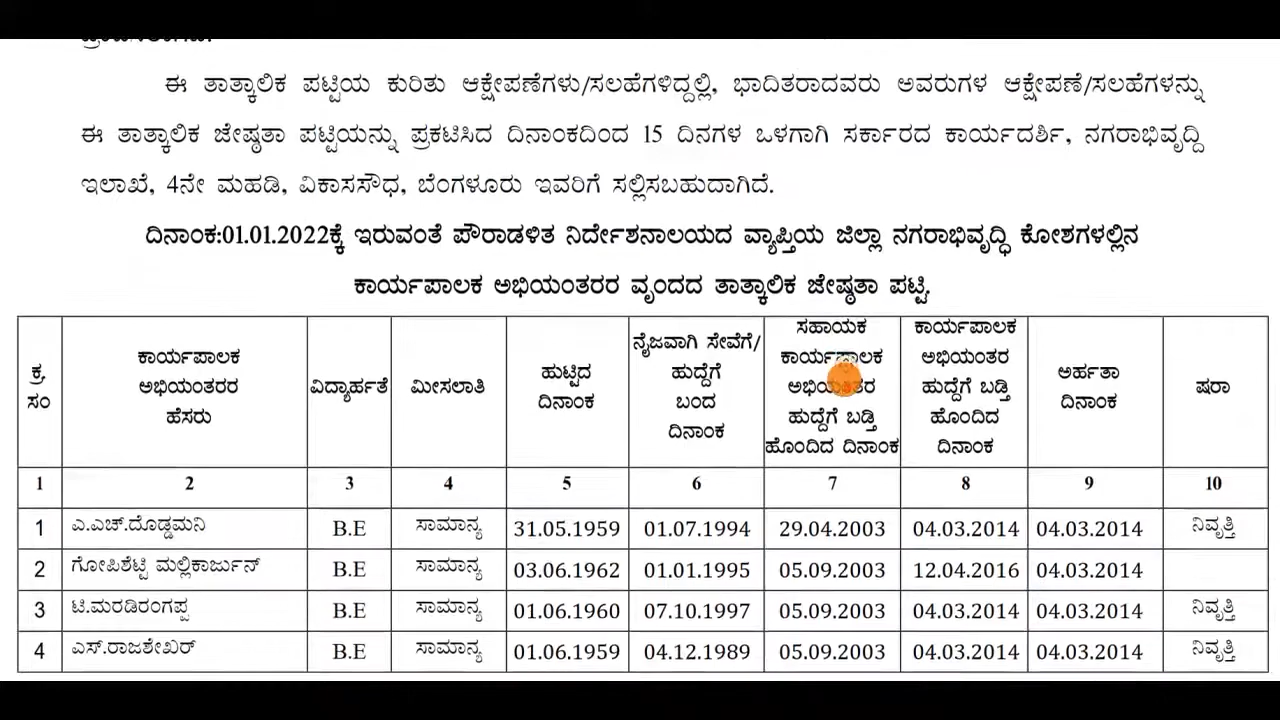 ಈ ತಾತ್ಕಾಲಿಕ ಪಟ್ಟಿಯ ಕುರಿತು ಆಕ್ಷೇಪಣೆಗಳು/ಸಲಹೆಗಳಿದ್ದಲ್ಲಿ, ಭಾದಿತರಾದವರು ಅವರುಗಳ ಆಕ್ಷೇಪಣೆ/ಸಲಹೆಗಳನ್ನು
ಈ ತಾತ್ಕಾಲಿಕ ಜೇಷ್ಠತಾ ಪಟ್ಟಿಯನ್ನು ಪ್ರಕಟಿಸಿದ ದಿನಾಂಕದಿಂದ 15 ದಿನಗಳ ಒಳಗಾಗಿ ಸರ್ಕಾರದ ಕಾರ್ಯದರ್ಶಿ, ನಗರಾಭಿವೃದ್ದಿ
ಇಲಾಖೆ, 4ನೇ ಮಹಡಿ, ವಿಕಾಸಸೌಧ, ಬೆಂಗಳೂರು ಇವರಿಗೆ ಸಲ್ಲಿಸಬಹುದಾಗಿದೆ.
ದಿನಾಂಕ:01.01.2022ಕ್ಕೆ ಇರುವಂತೆ ಪೌರಾಡಳಿತ ನಿರ್ದೇಶನಾಲಯದ ವ್ಯಾಪ್ತಿಯ ಜಿಲ್ಲಾ ನಗರಾಭಿವೃದ್ಧಿ ಕೋಶಗಳಲ್ಲಿನ
ಕಾರ್ಯಪಾಲಕ ಅಭಿಯಂತರರ ವೃಂದದ ತಾತ್ಕಾಲಿಕ ಜೇಷ್ಠತಾ ಪಟ್ಟಿ.
ಕ್ರ. ಸಂ
ಕಾರ್ಯಪಾಲಕ ಅಭಿಯಂತರರ ಹೆಸರು
ವಿದ್ಯಾರ್ಹತೆ
ಮೀಸಲಾತಿ
ಹುಟ್ಟಿದ ದಿನಾಂಕ
ನೈಜವಾಗಿ ಸೇವೆಗೆ/ ಹುದ್ದೆಗೆ ಬಂದ ದಿನಾಂಕ
ಸಹಾಯಕ ಕಾರ್ಯಪಾಲಕ ಅಭಿಯಂತರ ಹುದ್ದೆಗೆ ಬಡ್ತಿ ಹೊಂದಿದ ದಿನಾಂಕ
ಕಾರ್ಯಪಾಲಕ ಅಭಿಯಂತರ ಹುದ್ದೆಗೆ ಬಡ್ತಿ ಹೊಂದಿದ ದಿನಾಂಕ
ಅರ್ಹತಾ ದಿನಾಂಕ
ಷರಾ
1 2 3 4 5 6 7 8 9 10
1 ಎ.ಎಚ್.ದೊಡ್ಡಮನಿ B.E ಸಾಮಾನ್ಯ 31.05.1959 01.07.1994 29.04.2003 04.03.2014 04.03.2014 ನಿವೃತ್ತಿ
2 ಗೋಪಿಶೆಟ್ಟಿ ಮಲ್ಲಿಕಾರ್ಜುನ್ B.E ಸಾಮಾನ್ಯ 03.06.1962 01.01.1995 05.09.2003 12.04.2016 04.03.2014
3 ಟಿ.ಮರಡಿರಂಗಪ್ಪ B.E ಸಾಮಾನ್ಯ 01.06.1960 07.10.1997 05.09.2003 04.03.2014 04.03.2014 ನಿವೃತ್ತಿ
4 ಎಸ್.ರಾಜಶೇಖರ್ B.E ಸಾಮಾನ್ಯ 01.06.1959 04.12.1989 05.09.2003 04.03.2014 04.03.2014 ನಿವೃತ್ತಿ